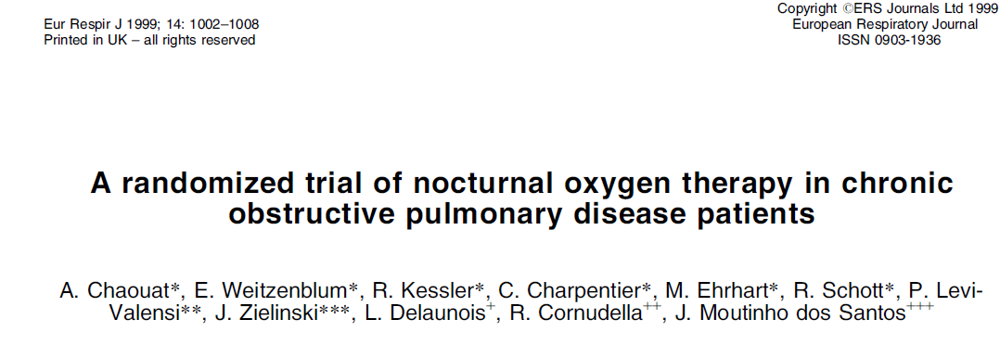 Eur Respir J 1999; 14: 1002–1008
Printed in UK – all rights reserved
Copyright ©ERS Journals Ltd 1999
European Respiratory Journal
ISSN 0903-1936
A randomized trial of nocturnal oxygen therapy in chronic
obstructive pulmonary disease patients
A. Chaouat*, E. Weitzenblum*, R. Kessler*, C. Charpentier*, M. Ehrhart*, R. Schott*, P. Levi-
Valensi**, J. Zielinski***, L. Delaunois+, R. Cornudella++, J. Moutinho dos Santos+++